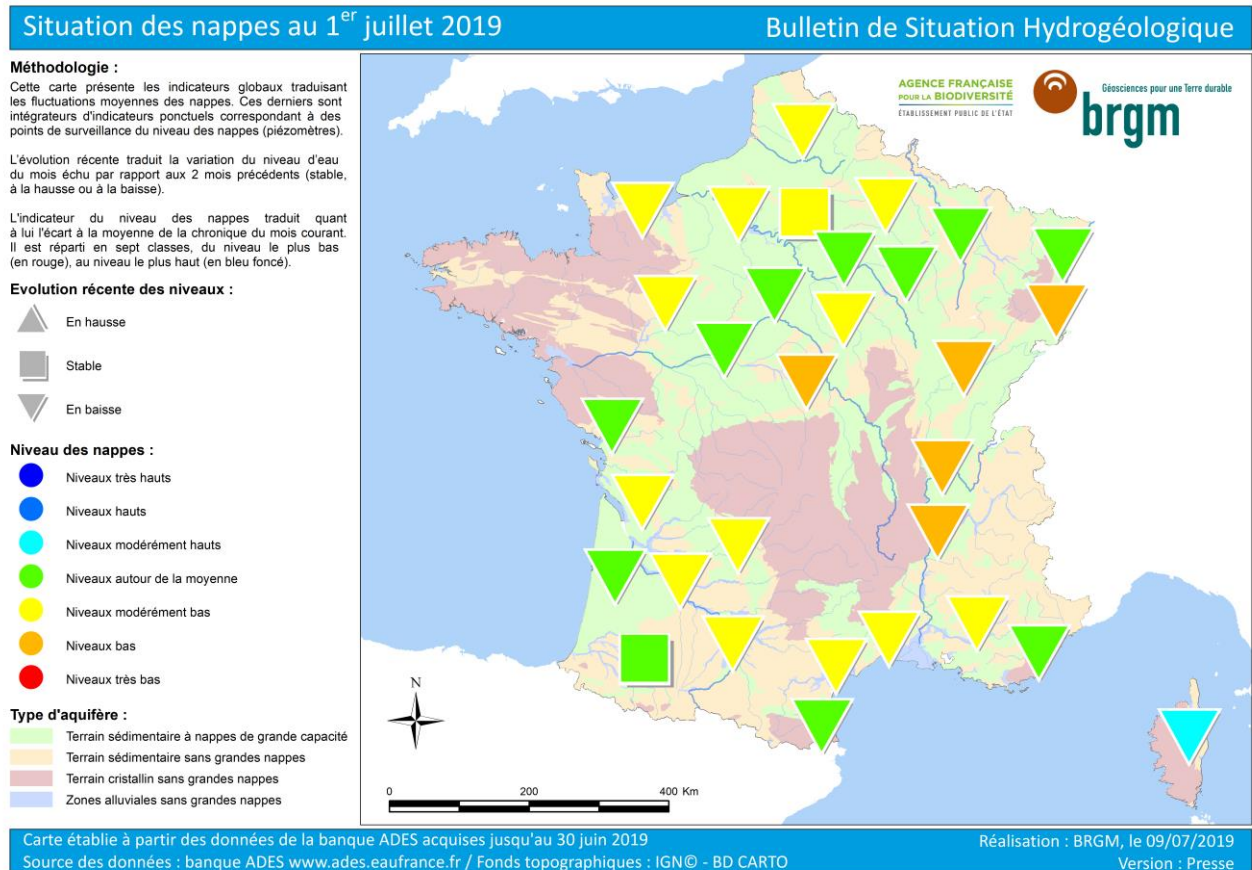 Situation des nappes au 1er juillet 2019
Bulletin de Situation Hydrogéologique
Méthodologie :
Cette carte présente les indicateurs globaux traduisant
les fluctuations moyennes des nappes. Ces derniers sont
intégrateurs d'indicateurs ponctuels correspondant à des
points de surveillance du niveau des nappes (piézomètres).
L'évolution récente traduit la variation du niveau d'eau
du mois échu par rapport aux 2 mois précédents (stable,
à la hausse ou à la baisse).
L'indicateur du niveau des nappes traduit quant
à lui l'écart à la moyenne de la chronique du mois courant.
Il est réparti en sept classes, du niveau le plus bas
(en rouge), au niveau le plus haut (en bleu foncé).
Evolution récente des niveaux :
En hausse
Stable
En baisse
Niveau des nappes :
Niveaux très hauts
Niveaux hauts
Niveaux modérément hauts
Niveaux autour de la moyenne
Niveaux modérément bas
Niveaux bas
Niveaux très bas
Type d'aquifère :
Terrain sédimentaire à nappes de grande capacité
Terrain sédimentaire sans grandes nappes
Terrain cristallin sans grandes nappes
Zones alluviales sans grandes nappes
AGENCE FRANÇAISE
POUR LA BIODIVERSITÉ
ÉTABLISSEMENT PUBLIC DE L'ÉTAT
Géosciences pour une Terre durable
brgm
N
0 200 400 Km
Carte établie à partir des données de la banque ADES acquises jusqu'au 30 juin 2019
Source des données : banque ADES www.ades.eaufrance.fr / Fonds topographiques : IGN© - BD CARTO
Réalisation : BRGM, le 09/07/2019
Version : Presse